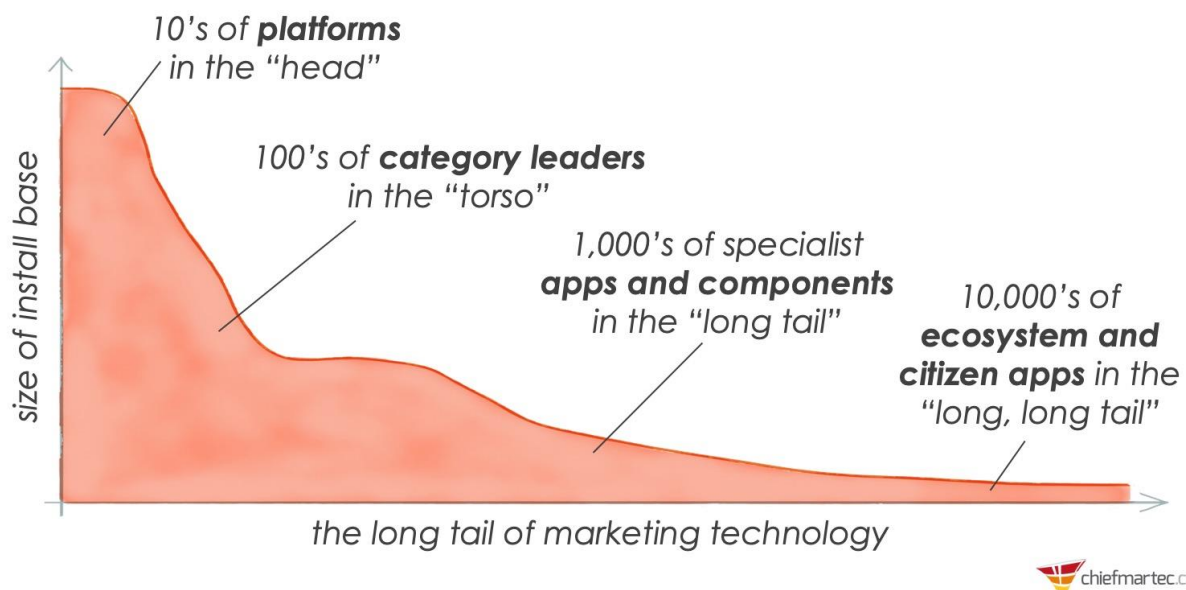 10's of platforms
in the “head”
100's of category leaders
in the “torso”
1,000's of specialist
apps and components
in the “long tail”
10,000's of
ecosystem and
citizen apps in the
“long, long tail”
size of install base
the long tail of marketing technology
chiefmartec.c